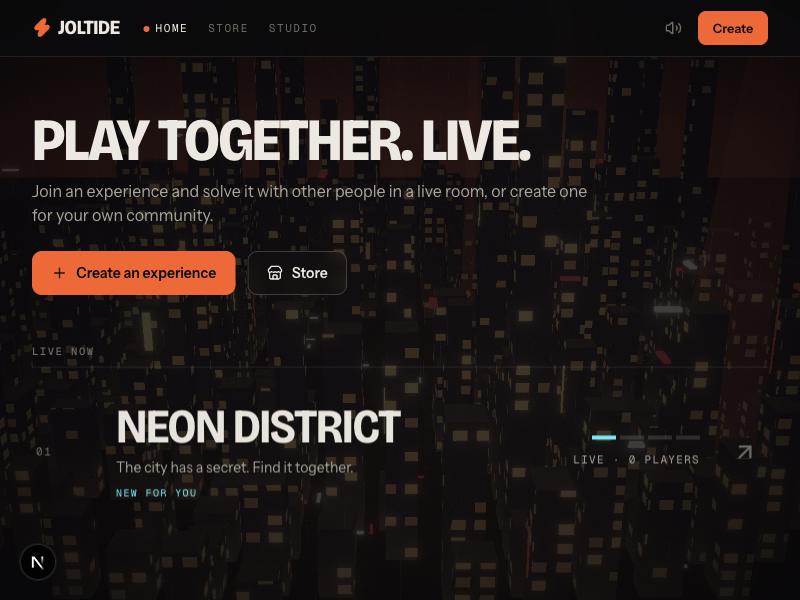 JOLTIDE HOME STORE STUDIO Create
PLAY TOGETHER. LIVE.
Join an experience and solve it with other people in a live room, or create one
for your own community.
Create an experience Store
LIVE NOW
01
NEON DISTRICT
The city has a secret. Find it together.
NEW FOR YOU
LIVE · 0 PLAYERS
N